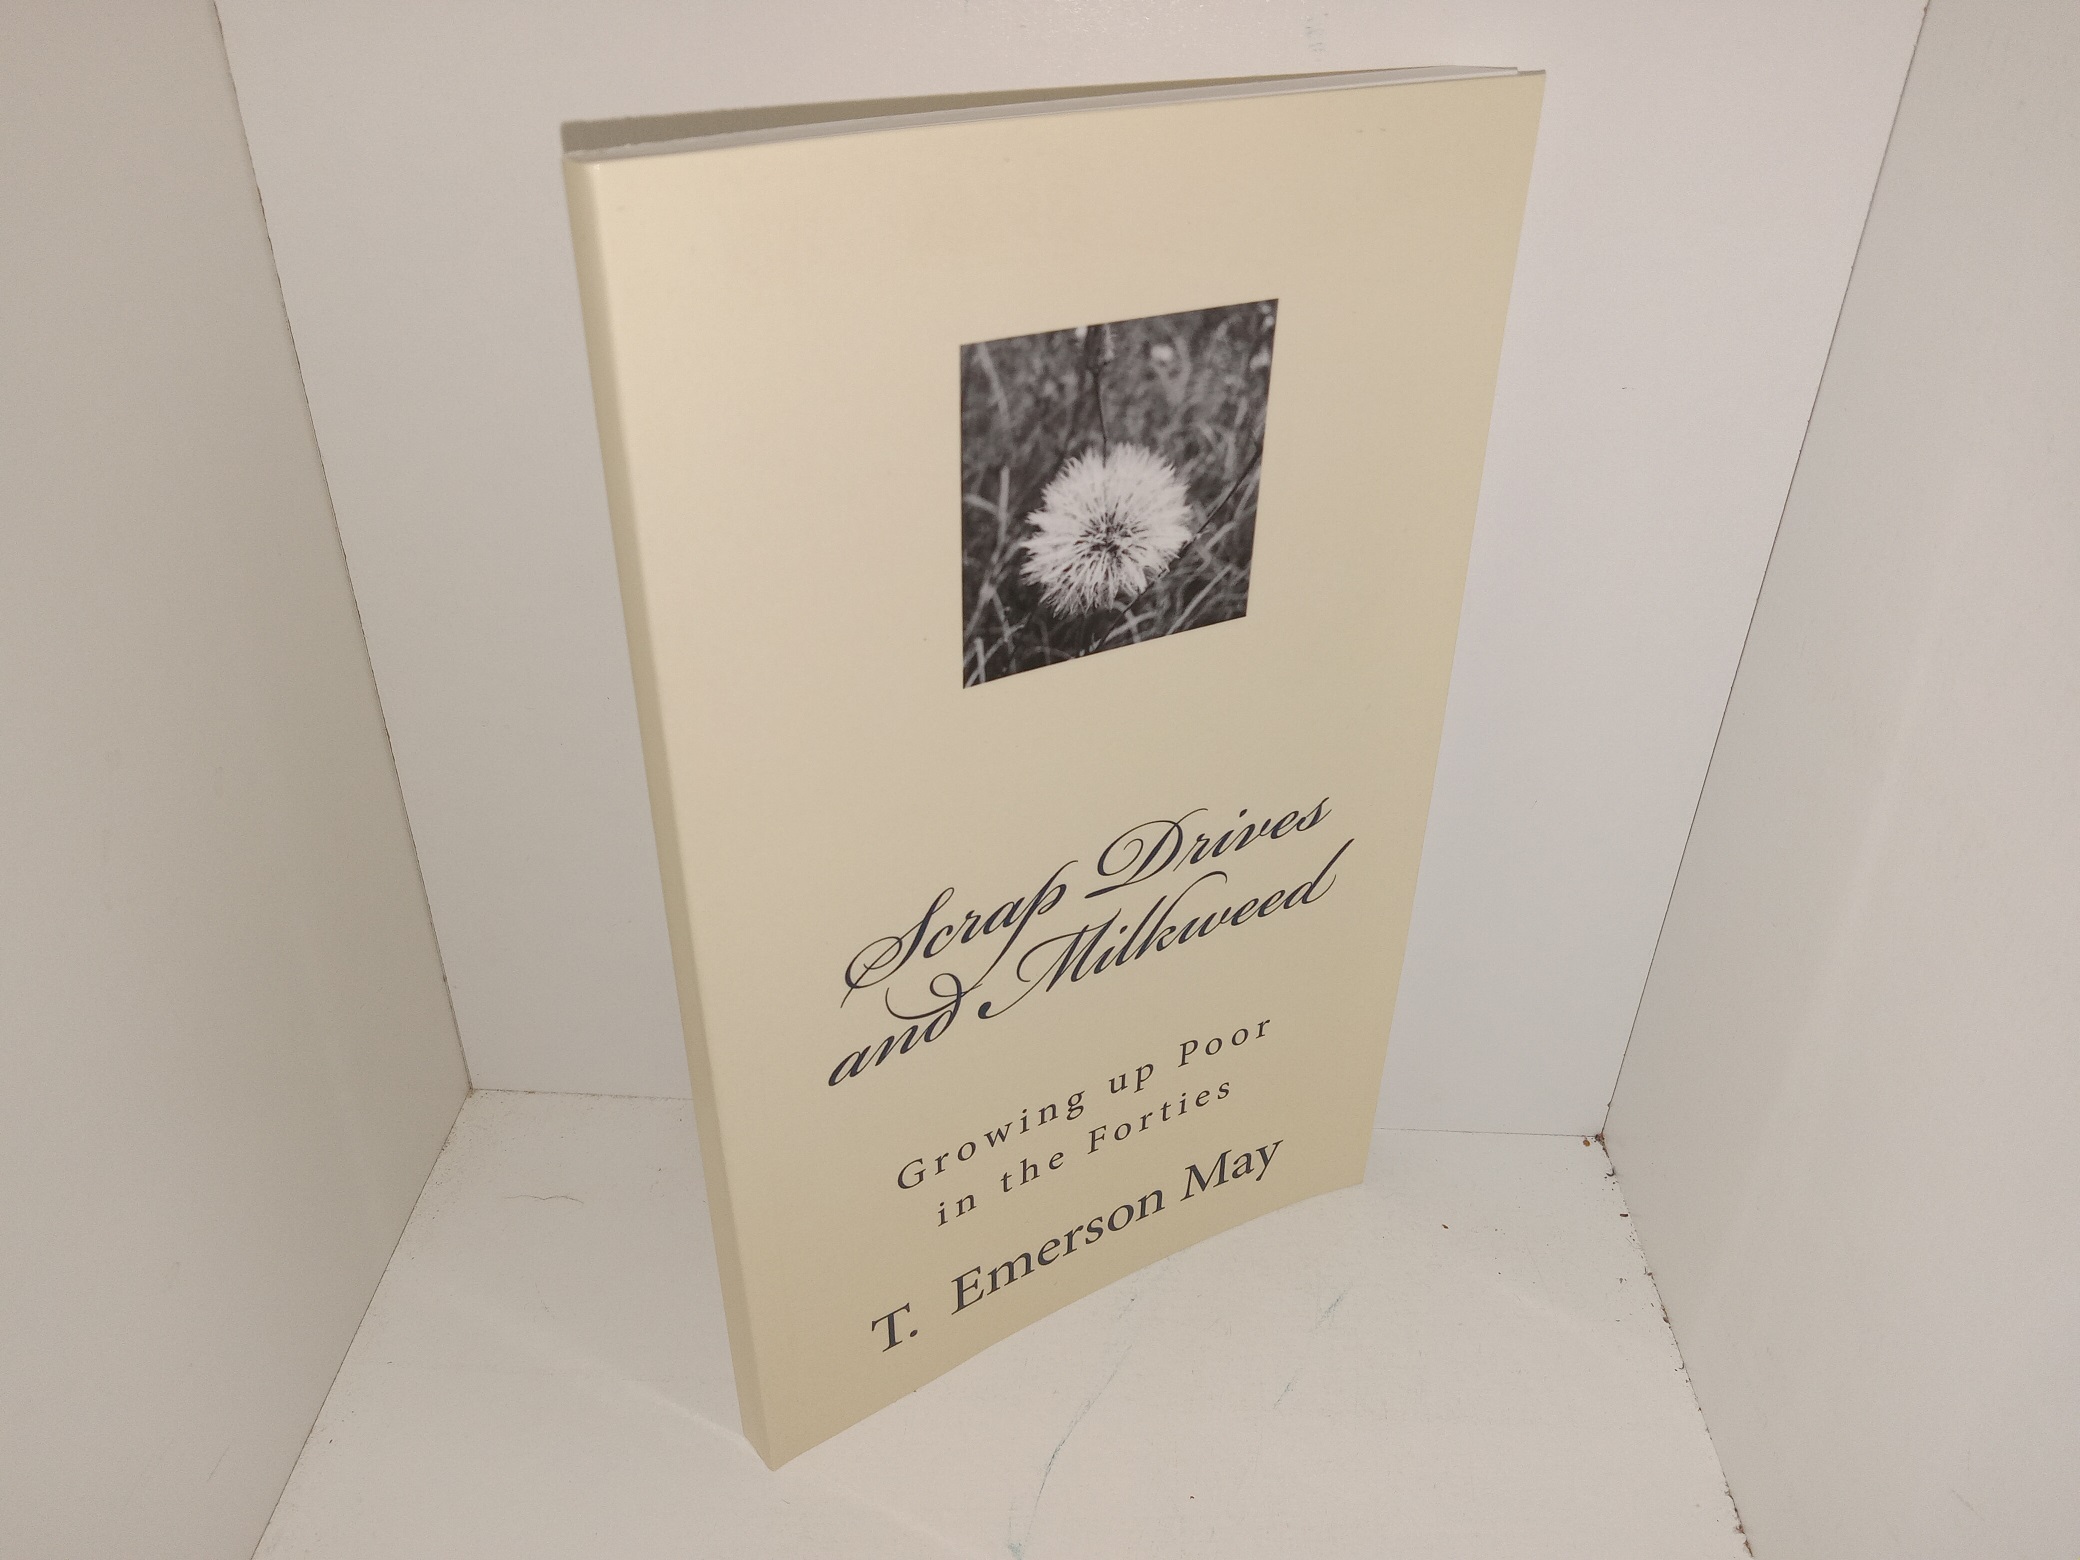 Scrap Drives
and Milkweed
Growing up Poor
in the Forties
T. Emerson May